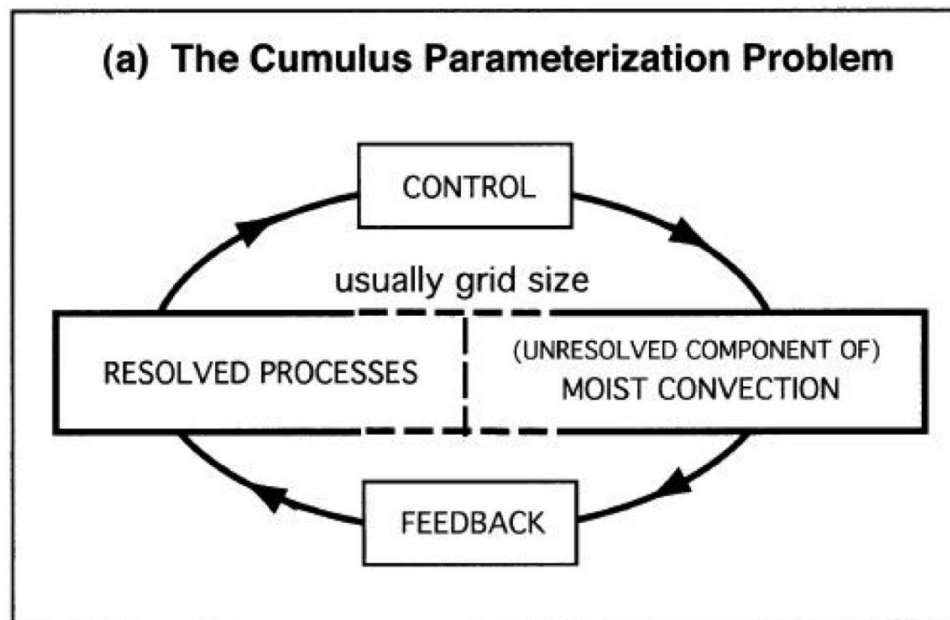 (a) The Cumulus Parameterization Problem
CONTROL
usually grid size
RESOLVED PROCESSES
(UNRESOLVED COMPONENT OF)
MOIST CONVECTION
FEEDBACK